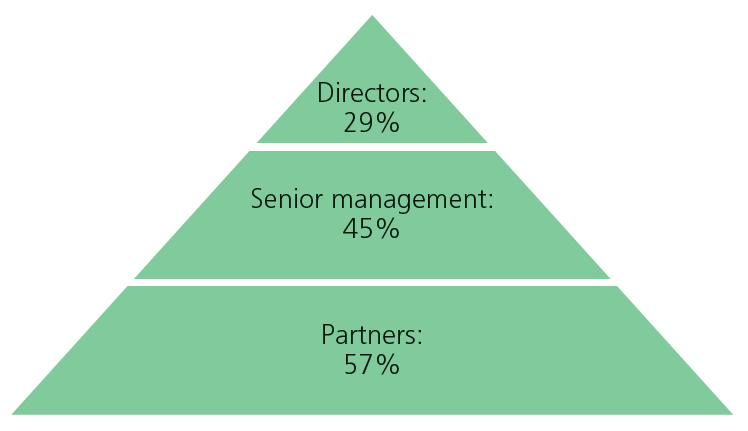 Directors:
29%
Senior management:
45%
Partners:
57%